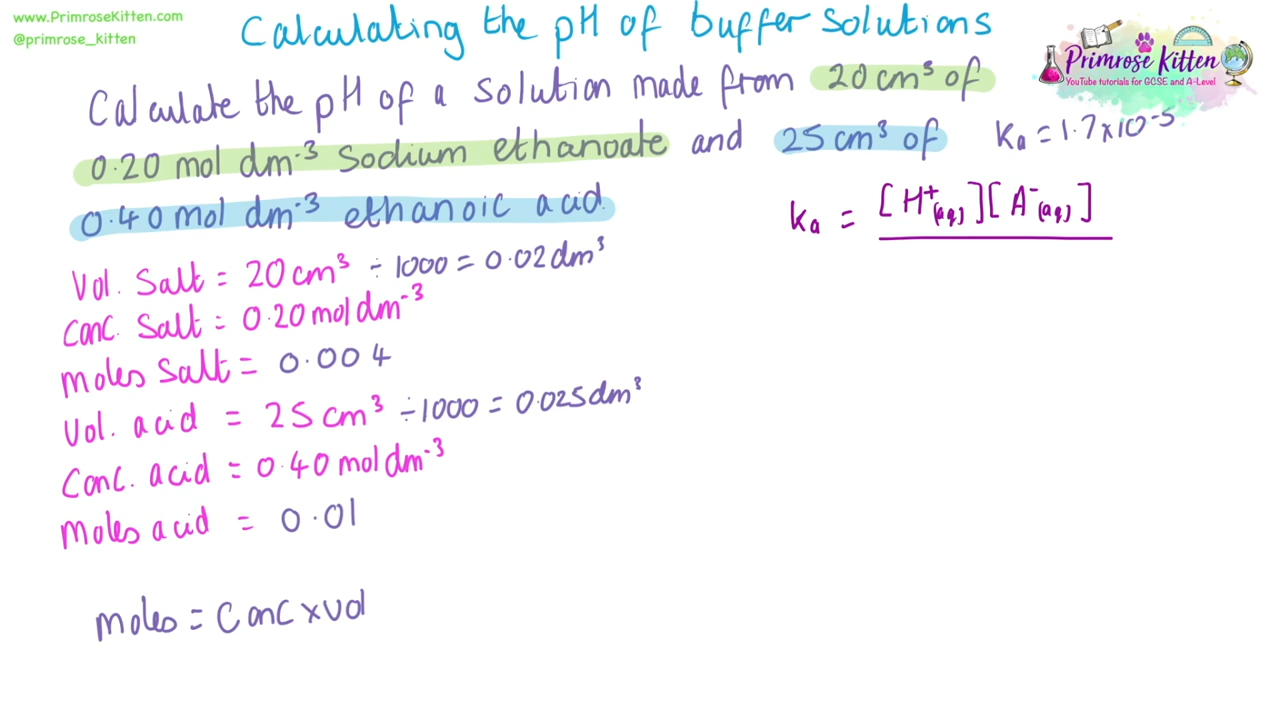 www.PrimroseKitten.com
@primrose_kitten
Calculating the pH of buffer solutions
Primrose Kitten
YouTube tutorials for GCSE and A-Level
Calculate the pH of a solution made from 20 cm³ of
0.20 mol dm⁻³ sodium ethanoate and 25 cm³ of
0.40 mol dm⁻³ ethanoic acid.
Ka = 1.7 x 10⁻⁵
Ka = [H⁺(aq)][A⁻(aq)]
Vol. Salt = 20 cm³ ÷ 1000 = 0.02 dm³
Conc. Salt = 0.20 mol dm⁻³
Moles Salt = 0.004
Vol. acid = 25 cm³ ÷ 1000 = 0.025 dm³
Conc. acid = 0.40 mol dm⁻³
Moles acid = 0.01
Moles = Conc x vol